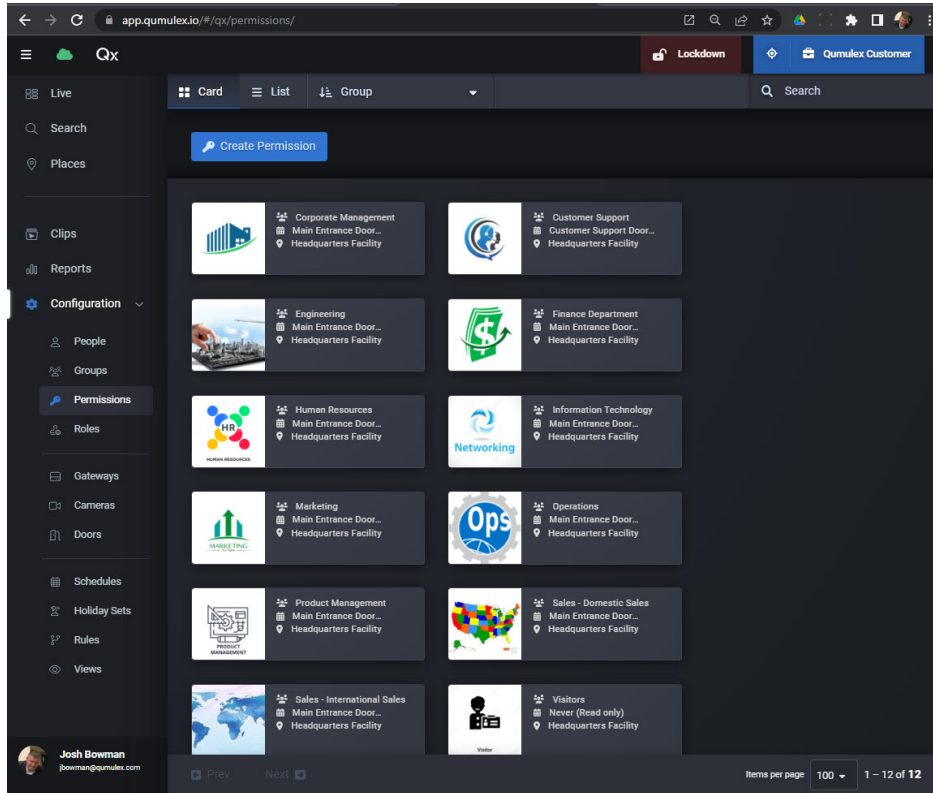 app.qumulex.io/#/qx/permissions/
Qx
Lockdown
Qumulex Customer
Live
Search
Places
Clips
Reports
Configuration
People
Groups
Permissions
Roles
Gateways
Cameras
Doors
Schedules
Holiday Sets
Rules
Views
Josh Bowman
jbowman@qumulex.com
Card
List
Group
Search
Create Permission
Corporate Management
Main Entrance Door...
Headquarters Facility
Customer Support
Customer Support Door...
Headquarters Facility
Engineering
Main Entrance Door...
Headquarters Facility
$
Finance Department
Main Entrance Door...
Headquarters Facility
HR
HUMAN RESOURCES
Human Resources
Main Entrance Door...
Headquarters Facility
Networking
Information Technology
Main Entrance Door...
Headquarters Facility
MARKETING
Marketing
Main Entrance Door...
Headquarters Facility
Ops
Operations
Main Entrance Door...
Headquarters Facility
PRODUCT
MANAGEMENT
Product Management
Main Entrance Door...
Headquarters Facility
Sales - Domestic Sales
Main Entrance Door...
Headquarters Facility
Sales - International Sales
Main Entrance Door...
Headquarters Facility
Visitor
Visitors
Never (Read only)
Headquarters Facility
Prev
Next
Items per page
100
1 – 12 of 12